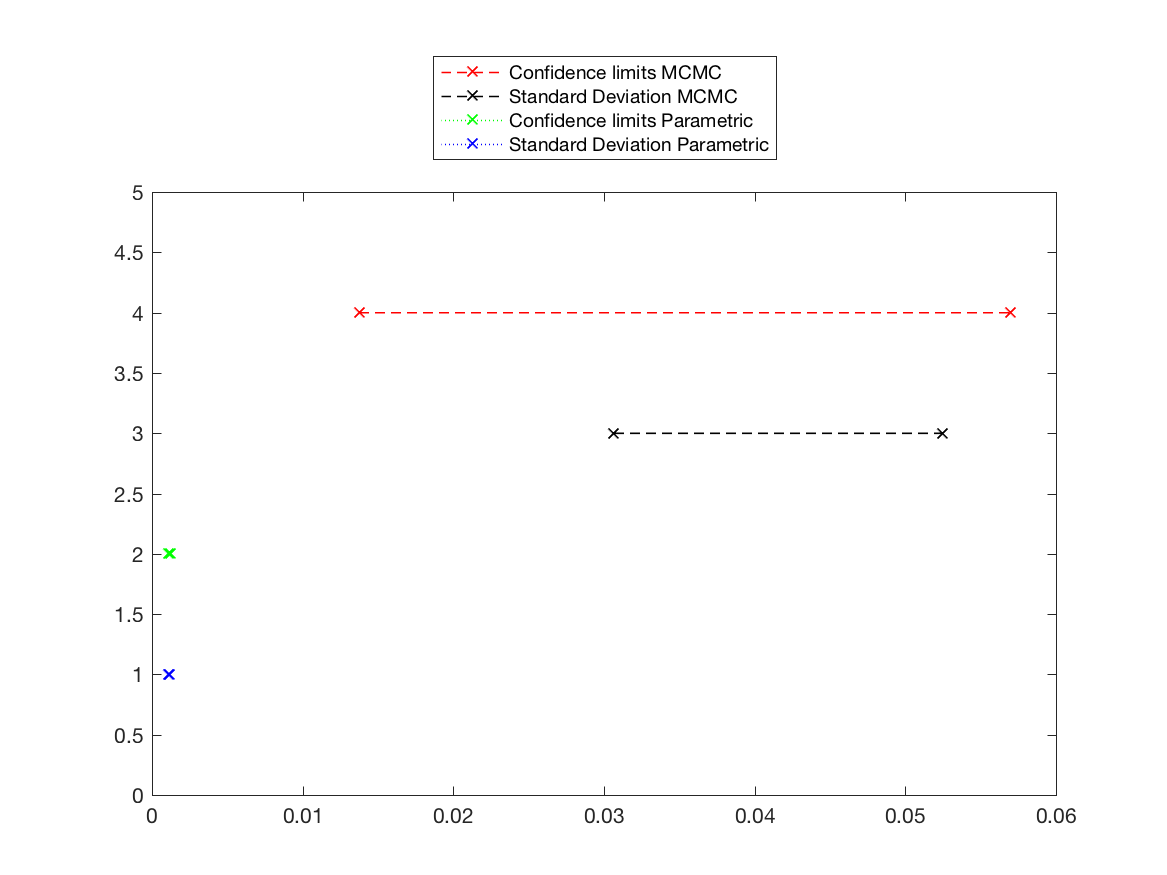 Confidence limits MCMC
Standard Deviation MCMC
Confidence limits Parametric
Standard Deviation Parametric
5
4.5
4
3.5
3
2.5
2
1.5
1
0.5
0
0 0.01 0.02 0.03 0.04 0.05 0.06